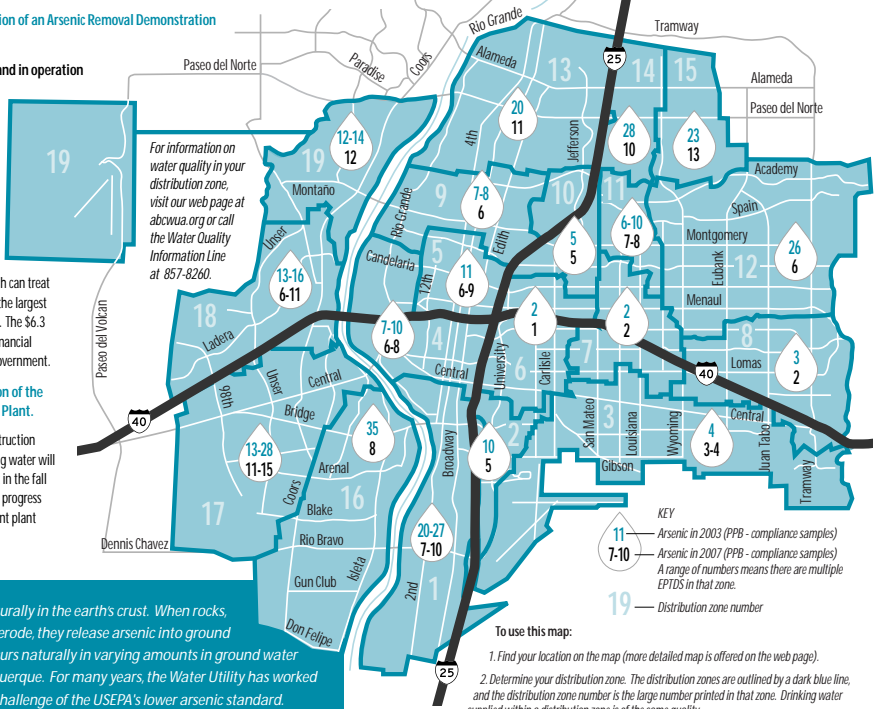 ion of an Arsenic Removal Demonstration
and in operation
h can treat
the largest
. The $6.3
nancial
overnment.
on of the
Plant.
truction
g water will
in the fall
progress
nt plant
For information on
water quality in your
distribution zone,
visit our web page at
abcwua.org or call
the Water Quality
Information Line
at 857-8260.
Rio Grande
Tramway
Paseo del Norte
Paradise
Coors
Alameda
25
13
14
15
Alameda
Paseo del Norte
19
12-14
12
19
Montaño
4th
20
11
Jefferson
28
10
23
13
Academy
Rio Grande
9
7-8
6
10
11
6-10
7-8
Spain
Montgomery
Eubank
12
26
6
Menaul
Unser
13-16
6-11
Candelaria
5
12th
Edith
11
6-9
5
5
18
Ladera
Paseo del Volcan
7-10
6-8
4
Central
University
2
1
6
Carlisle
7
2
2
8
Lomas
3
2
40
98th
Unser
Central
Bridge
40
13-28
11-15
35
8
Arenal
Coors
16
Blake
Rio Bravo
17
Dennis Chavez
Gun Club
Isleta
Don Felipe
Broadway
10
5
2
San Mateo
3
Louisiana
Wyoming
Gibson
4
3-4
Central
Juan Tabo
Tramway
20-27
7-10
2nd
1
25
KEY
11
7-10
Arsenic in 2003 (PPB - compliance samples)
Arsenic in 2007 (PPB - compliance samples)
A range of numbers means there are multiple
EPTDS in that zone.
19
Distribution zone number
urally in the earth's crust. When rocks,
erode, they release arsenic into ground
urs naturally in varying amounts in ground water
uerque. For many years, the Water Utility has worked
hallenge of the USEPA's lower arsenic standard.
To use this map:
1. Find your location on the map (more detailed map is offered on the web page).
2. Determine your distribution zone. The distribution zones are outlined by a dark blue line,
and the distribution zone number is the large number printed in that zone. Drinking water
supplied within a distribution zone is of the same quality.